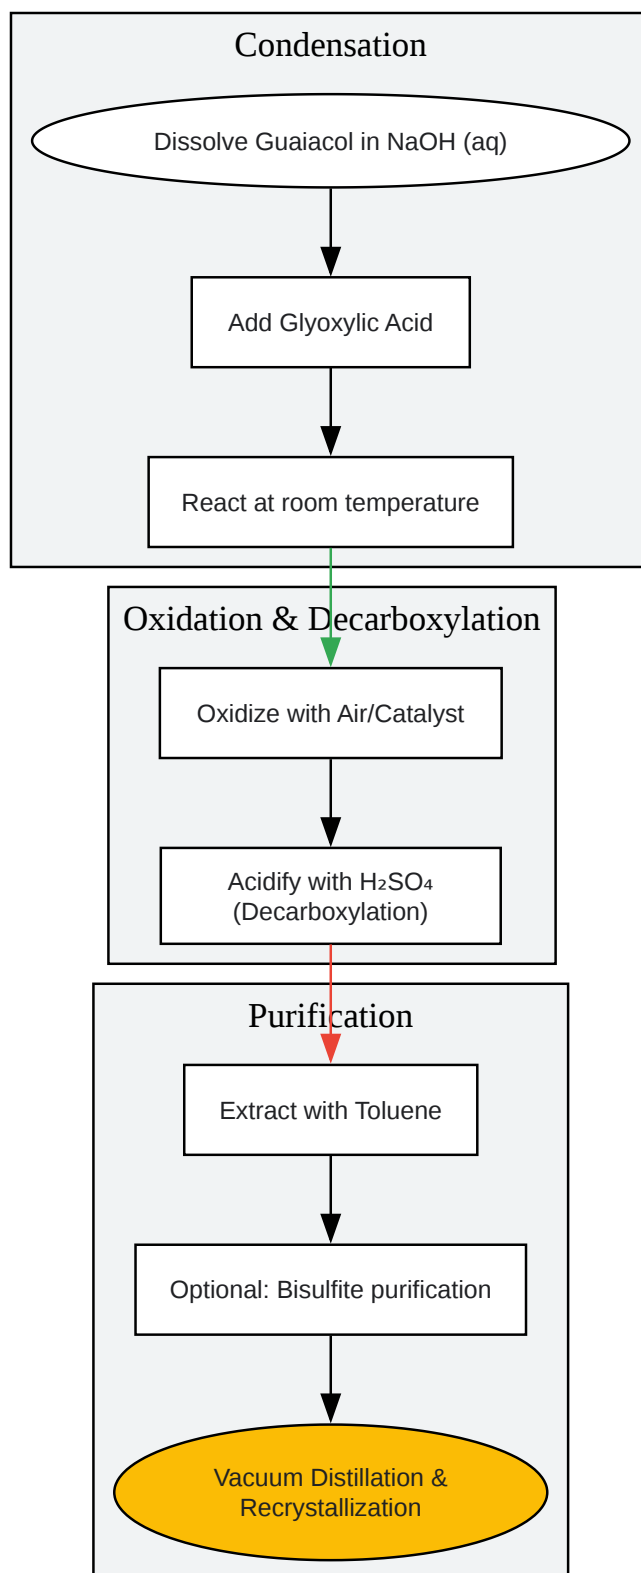 Condensation
Dissolve Guaiacol in NaOH (aq)
Add Glyoxylic Acid
React at room temperature
Oxidation & Decarboxylation
Oxidize with Air/Catalyst
Acidify with H₂SO₄
(Decarboxylation)
Purification
Extract with Toluene
Optional: Bisulfite purification
Vacuum Distillation &
Recrystallization